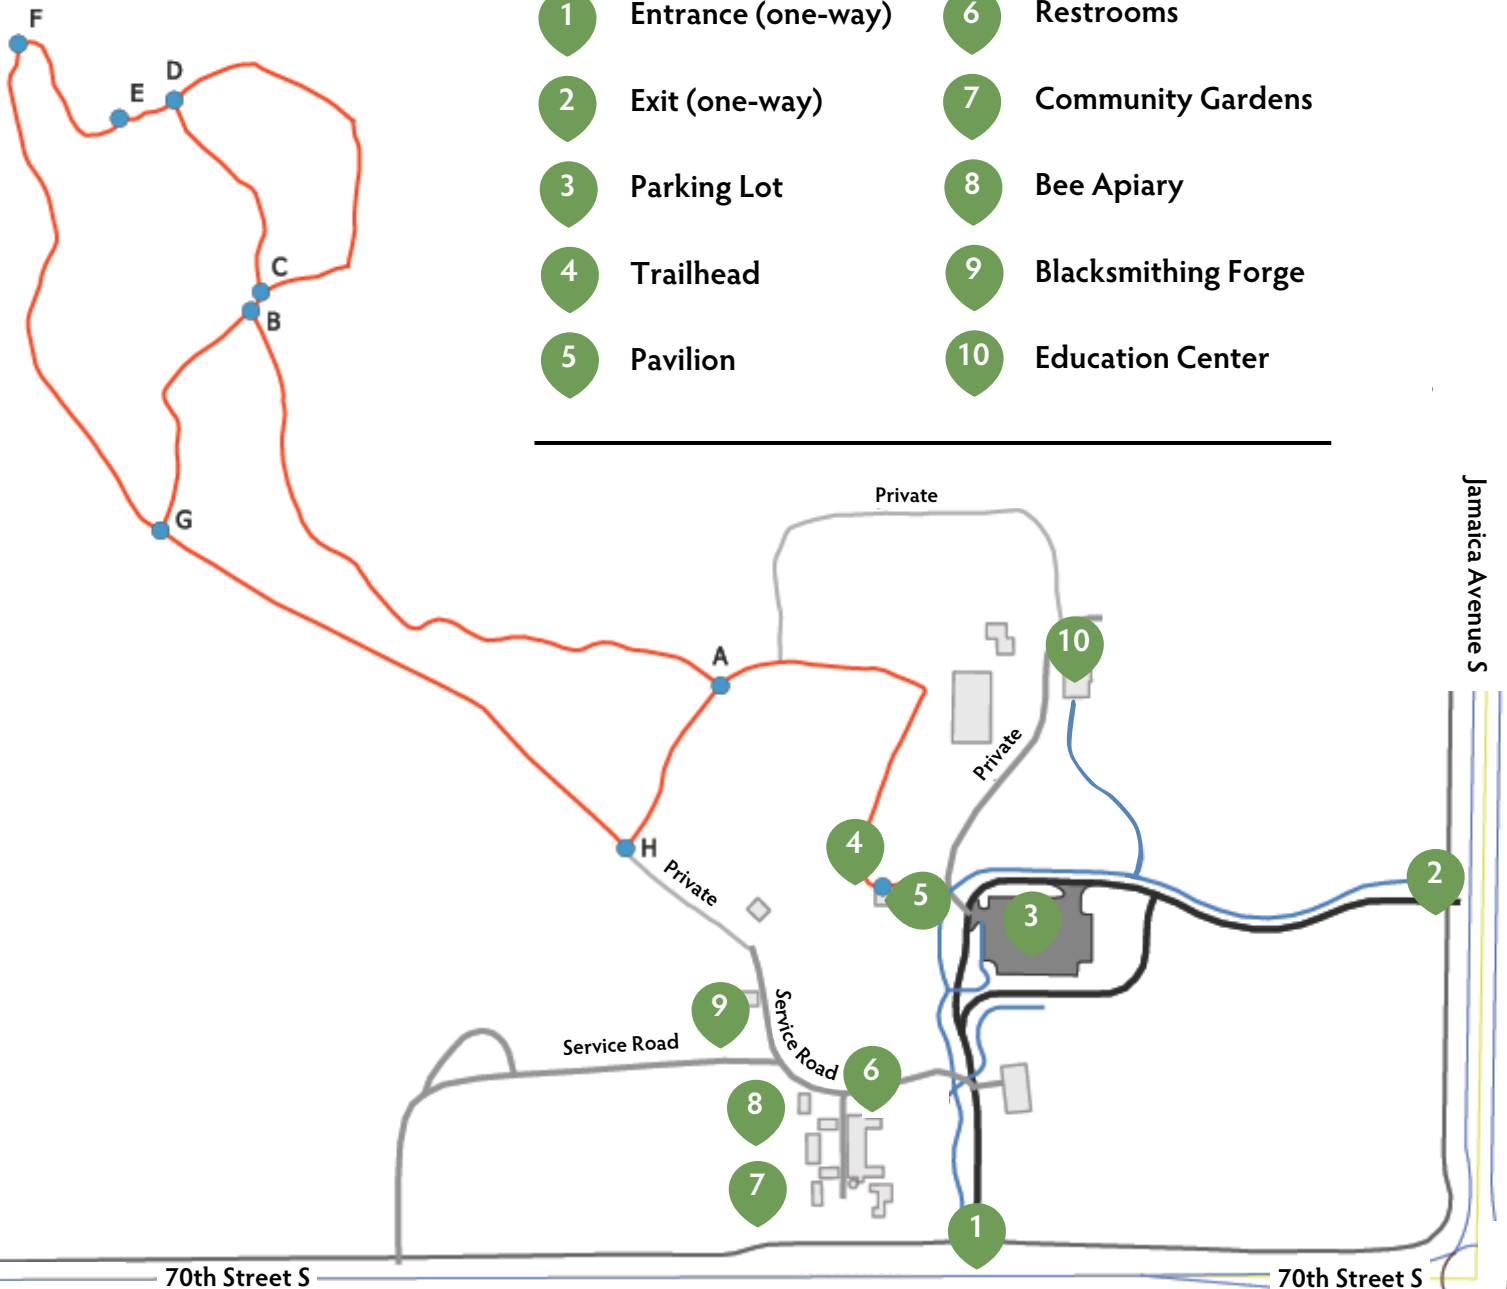 1 Entrance (one-way)
2 Exit (one-way)
3 Parking Lot
4 Trailhead
5 Pavilion
6 Restrooms
7 Community Gardens
8 Bee Apiary
9 Blacksmithing Forge
10 Education Center
F
E
D
C
B
G
A
H
Private
Private
Private
Jamaica Avenue S
10
4
5
3
2
9
Service Road
Service Road
6
8
7
1
70th Street S
70th Street S